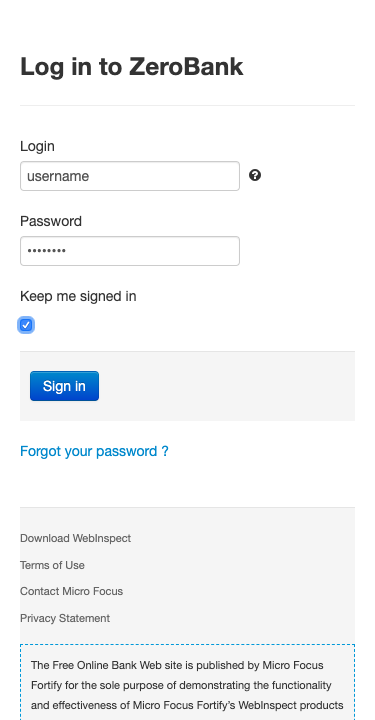 Log in to ZeroBank
Login
username
Password
••••••••
Keep me signed in
Sign in
Forgot your password ?
Download WebInspect
Terms of Use
Contact Micro Focus
Privacy Statement
The Free Online Bank Web site is published by Micro Focus
Fortify for the sole purpose of demonstrating the functionality
and effectiveness of Micro Focus Fortify's WebInspect products